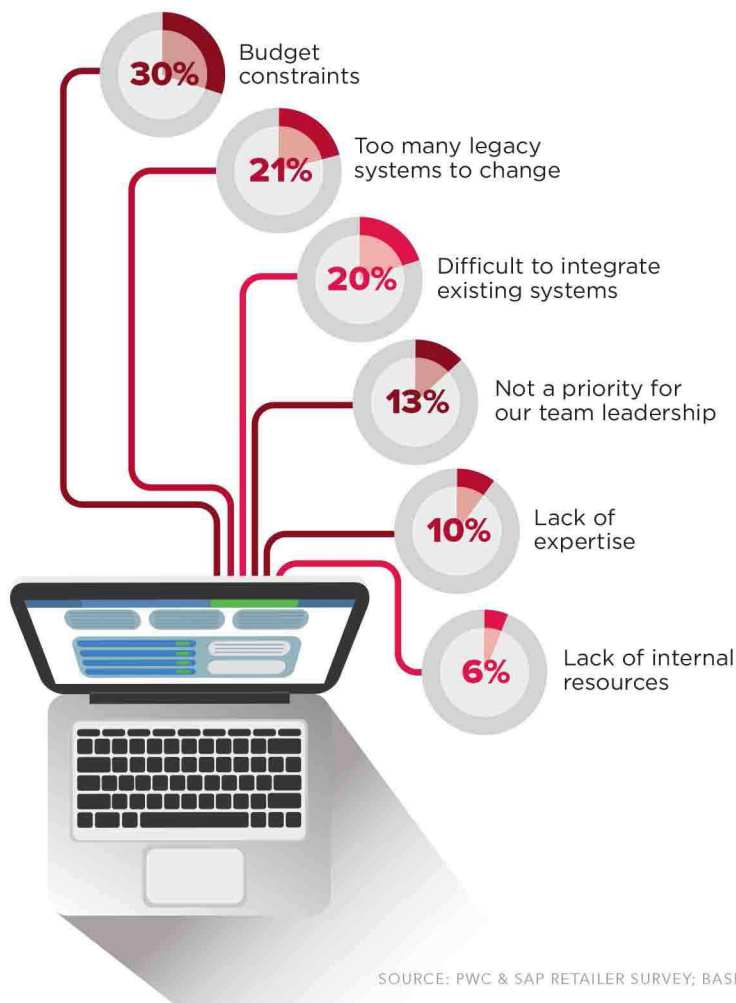 30%
Budget
constraints
21%
Too many legacy
systems to change
20%
Difficult to integrate
existing systems
13%
Not a priority for
our team leadership
10%
Lack of
expertise
6%
Lack of internal
resources
SOURCE: PWC & SAP RETAILER SURVEY;